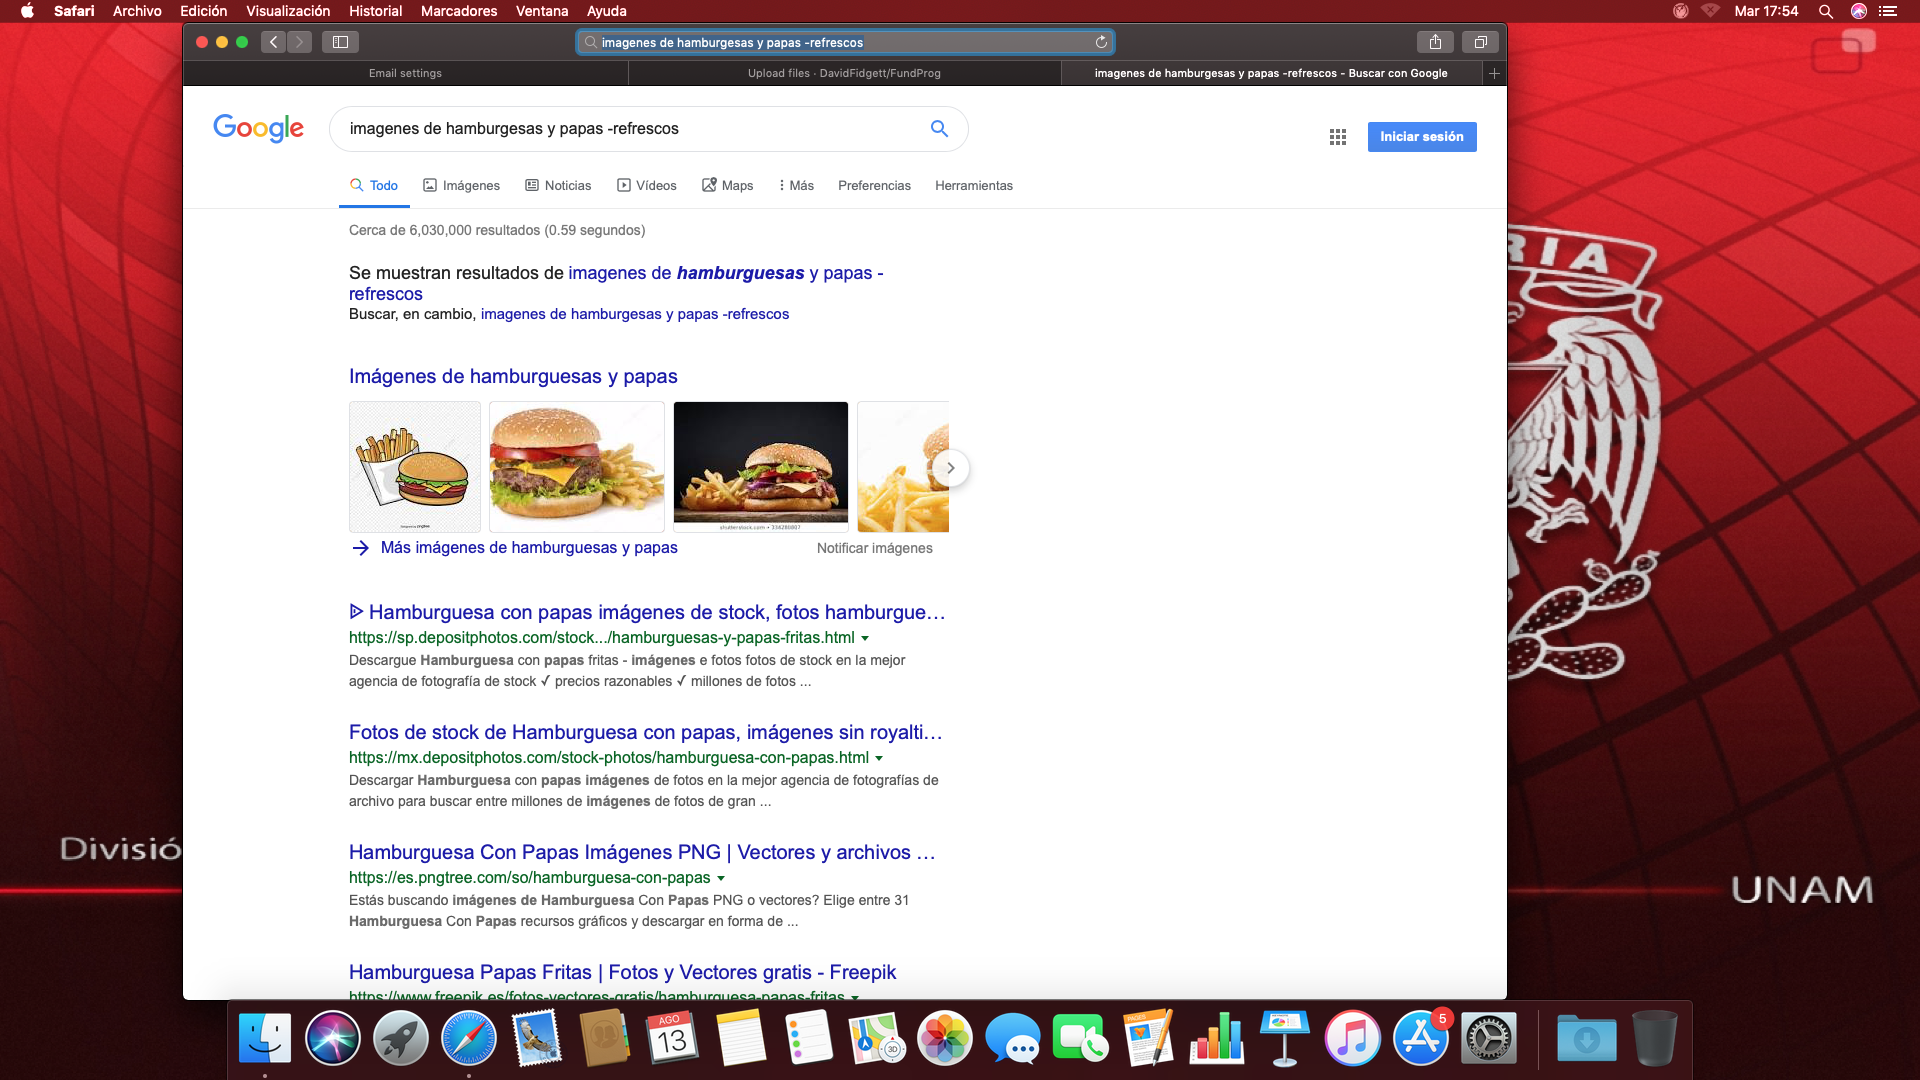 Safari Archivo Edición Visualización Historial Marcadores Ventana Ayuda Mar 17:54
imagenes de hamburgesas y papas -refrescos
Email settings Upload files · DavidFidgett/FundProg imagenes de hamburgesas y papas -refrescos - Buscar con Google
Google imagenes de hamburgesas y papas -refrescos Iniciar sesión
Todo Imágenes Noticias Vídeos Maps Más Preferencias Herramientas
Cerca de 6,030,000 resultados (0.59 segundos)
Se muestran resultados de imagenes de hamburguesas y papas -
refrescos
Buscar, en cambio, imagenes de hamburgesas y papas -refrescos
Imágenes de hamburguesas y papas
shutterstock.com • 334280807
Más imágenes de hamburguesas y papas Notificar imágenes
ᐉ Hamburguesa con papas imágenes de stock, fotos hamburgue...
https://sp.depositphotos.com/stock.../hamburguesas-y-papas-fritas.html
Descargue Hamburguesa con papas fritas - imágenes e fotos fotos de stock en la mejor
agencia de fotografía de stock ✓ precios razonables ✓ millones de fotos ...
Fotos de stock de Hamburguesa con papas, imágenes sin royalti...
https://mx.depositphotos.com/stock-photos/hamburguesa-con-papas.html
Descargar Hamburguesa con papas imágenes de fotos en la mejor agencia de fotografías de
archivo para buscar entre millones de imágenes de fotos de gran ...
Hamburguesa Con Papas Imágenes PNG | Vectores y archivos ...
https://es.pngtree.com/so/hamburguesa-con-papas
Estás buscando imágenes de Hamburguesa Con Papas PNG o vectores? Elige entre 31
Hamburguesa Con Papas recursos gráficos y descargar en forma de ...
Hamburguesa Papas Fritas | Fotos y Vectores gratis - Freepik
https://www.freepik.es/fotos-vectores-gratis/hamburguesa-papas-fritas
RIA
Divisió
UNAM
AGO
13
3D
PAGES
5